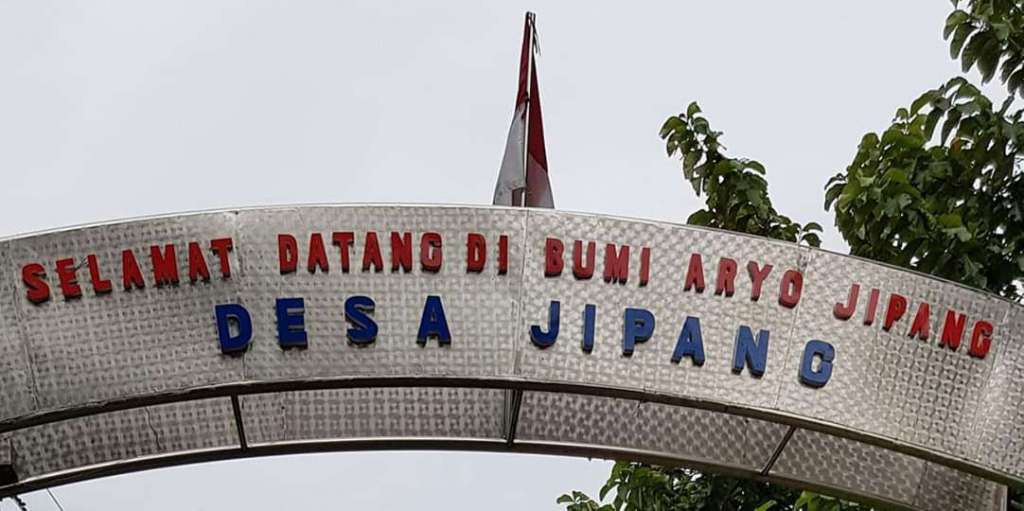 SELAMAT DATANG DI BUMI ARYO JIPANG
DESA JIPANG